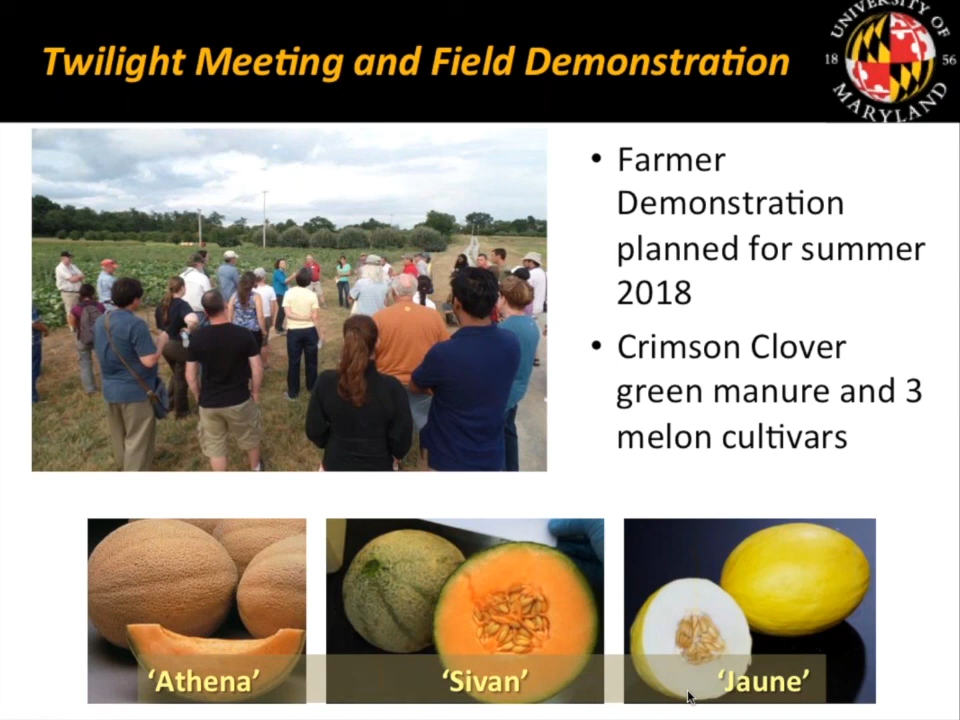 Twilight Meeting and Field Demonstration
UNIVERSITY OF
18 56
MARYLAND
• Farmer
Demonstration
planned for summer
2018
• Crimson Clover
green manure and 3
melon cultivars
‘Athena’ ‘Sivan’ ‘Jaune’